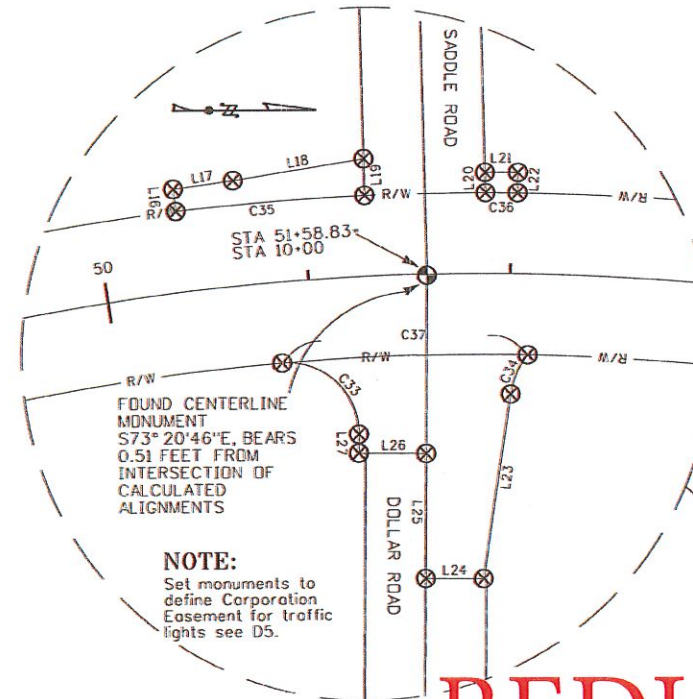 SADDLE ROAD
N
L17
L18
L16
L19
L20
L21
L22
R/
C35
R/W
C36
R/W
STA 51+58.83-
STA 10+00
50
C37
R/W
R/W
R/W
C33
C34
FOUND CENTERLINE
MONUMENT
S73° 20'46"E, BEARS
0.51 FEET FROM
INTERSECTION OF
CALCULATED
ALIGNMENTS
L27
L26
L25
L23
DOLLAR ROAD
L24
NOTE:
Set monuments to
define Corporation
Easement for traffic
lights see D5.